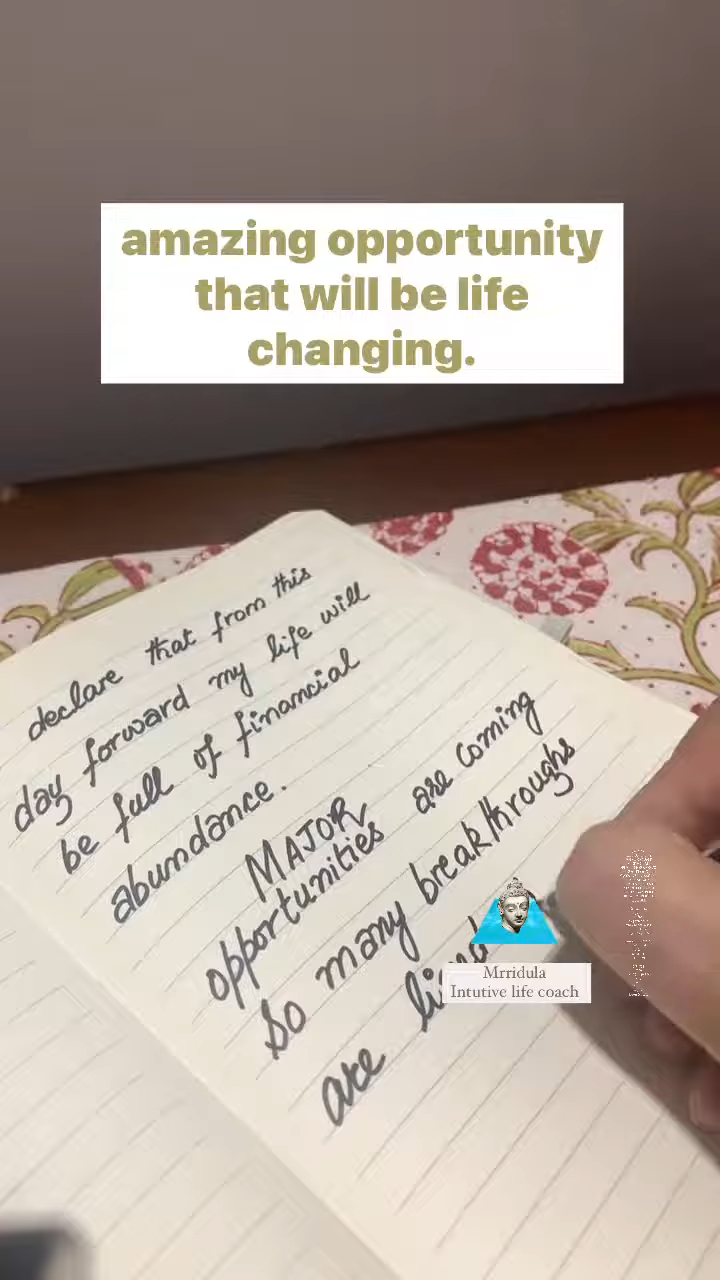 amazing opportunity
that will be life
changing.
declare that from this
day forward my life will
be full of financial
abundance.
MAJOR
opportunities are coming
So many breakthroughs
are
Mrridula
Intutive life coach